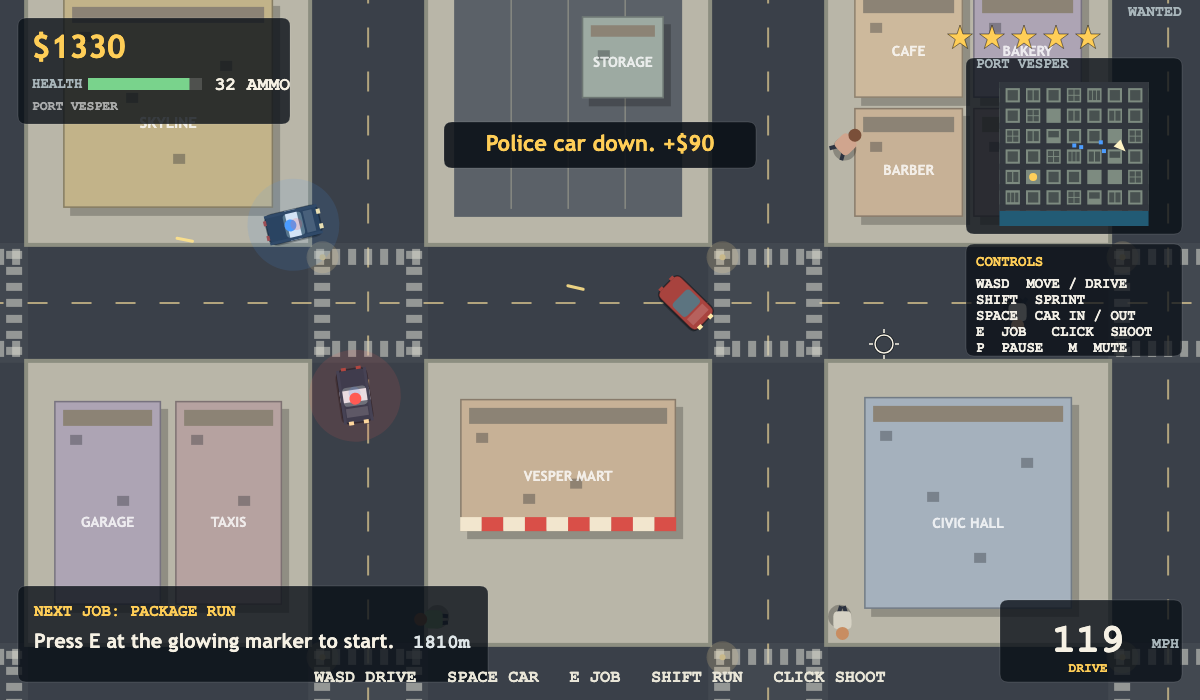 $1330
HEALTH 32 AMMO
PORT VESPER
SKYLINE
STORAGE
Police car down. +$90
CAFE
BAKERY
BARBER
WANTED
PORT VESPER
CONTROLS
WASD MOVE / DRIVE
SHIFT SPRINT
SPACE CAR IN / OUT
E JOB CLICK SHOOT
P PAUSE M MUTE
GARAGE
TAXIS
VESPER MART
CIVIC HALL
NEXT JOB: PACKAGE RUN
Press E at the glowing marker to start. 1810m
119 MPH
DRIVE
WASD DRIVE SPACE CAR E JOB SHIFT RUN CLICK SHOOT